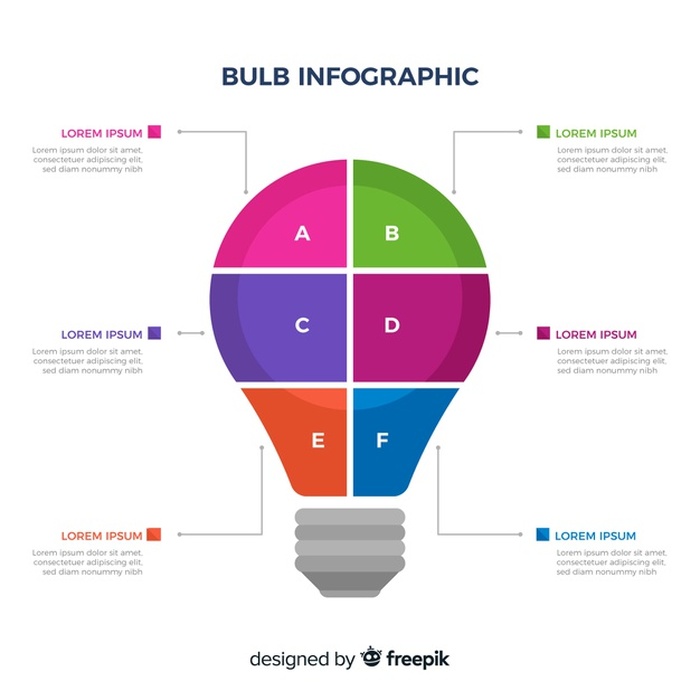 BULB INFOGRAPHIC
LOREM IPSUM
Lorem ipsum dolor sit amet,
consectetuer adipiscing elit,
sed diam nonummy nibh
LOREM IPSUM
Lorem ipsum dolor sit amet,
consectetuer adipiscing elit,
sed diam nonummy nibh
A
B
LOREM IPSUM
Lorem ipsum dolor sit amet,
consectetuer adipiscing elit,
sed diam nonummy nibh
C
D
LOREM IPSUM
Lorem ipsum dolor sit amet,
consectetuer adipiscing elit,
sed diam nonummy nibh
E
F
LOREM IPSUM
Lorem ipsum dolor sit amet,
consectetuer adipiscing elit,
sed diam nonummy nibh
LOREM IPSUM
Lorem ipsum dolor sit amet,
consectetuer adipiscing elit,
sed diam nonummy nibh
designed by freepik